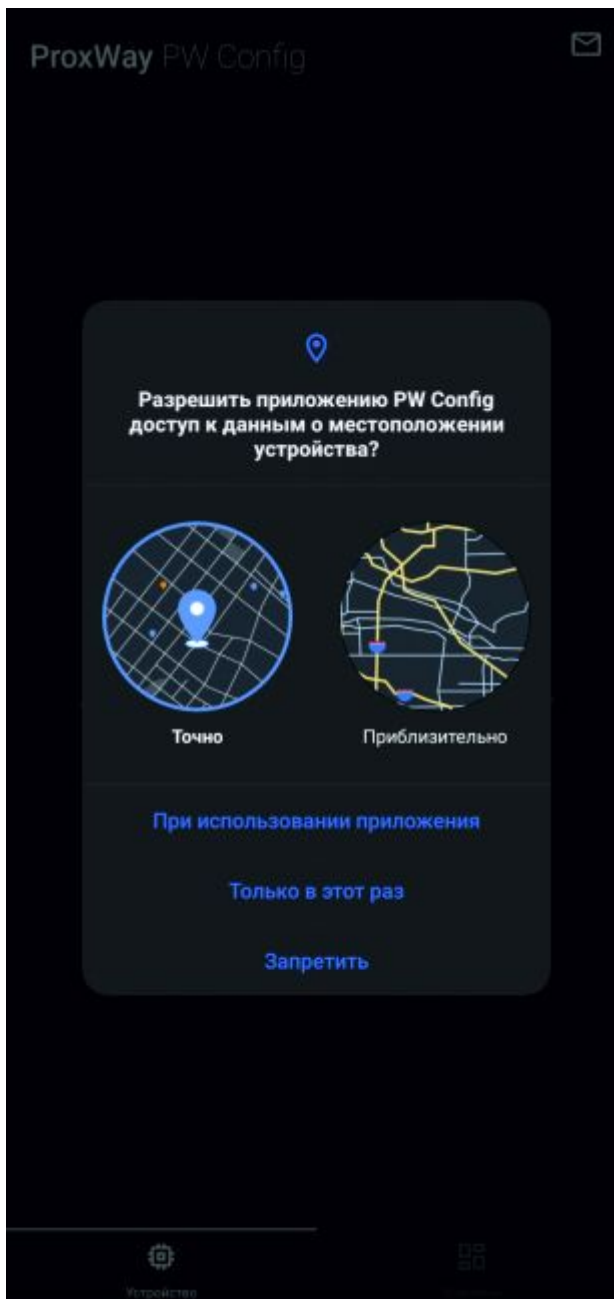 ProxWay PW Config
Разрешить приложению PW Config
доступ к данным о местоположении
устройства?
Точно
Приблизительно
При использовании приложения
Только в этот раз
Запретить
Устройство